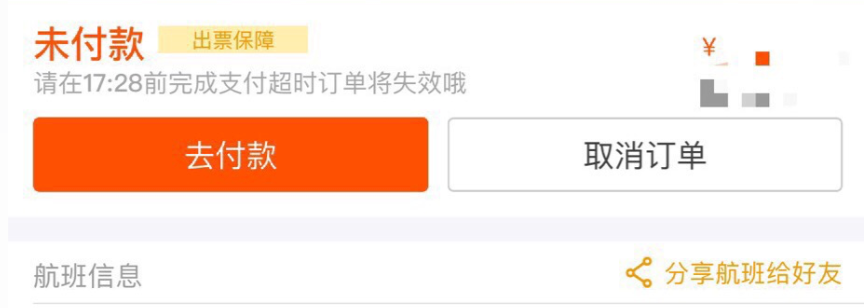 未付款 出票保障
¥
请在17:28前完成支付超时订单将失效哦
去付款 取消订单
航班信息 分享航班给好友